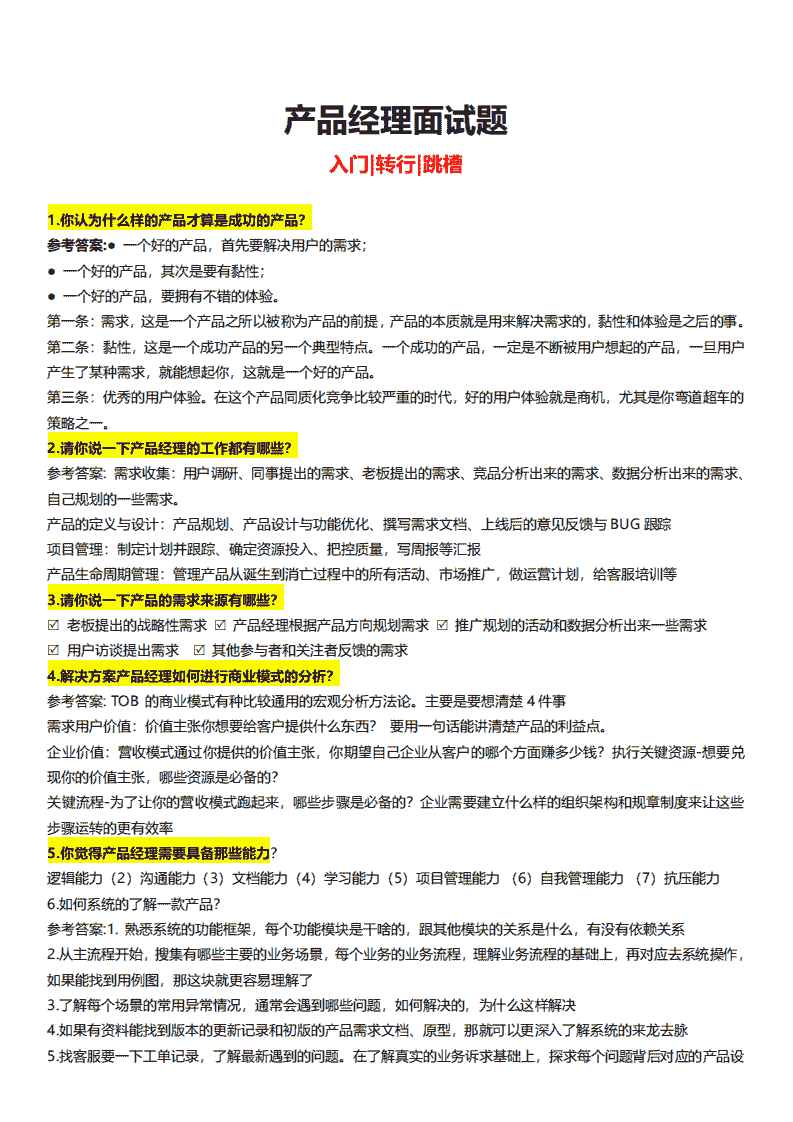 产品经理面试题
入门|转行|跳槽
1.你认为什么样的产品才算是成功的产品？
参考答案:● 一个好的产品，首先要解决用户的需求；
● 一个好的产品，其次是要有黏性；
● 一个好的产品，要拥有不错的体验。
第一条：需求，这是一个产品之所以被称为产品的前提，产品的本质就是用来解决需求的，黏性和体验是之后的事。
第二条：黏性，这是一个成功产品的另一个典型特点。一个成功的产品，一定是不断被用户想起的产品，一旦用户
产生了某种需求，就能想起你，这就是一个好的产品。
第三条：优秀的用户体验。在这个产品同质化竞争比较严重的时代，好的用户体验就是商机，尤其是你弯道超车的
策略之一。
2.请你说一下产品经理的工作都有哪些？
参考答案: 需求收集：用户调研、同事提出的需求、老板提出的需求、竞品分析出来的需求、数据分析出来的需求、
自己规划的一些需求。
产品的定义与设计：产品规划、产品设计与功能优化、撰写需求文档、上线后的意见反馈与 BUG 跟踪
项目管理：制定计划并跟踪、确定资源投入、把控质量，写周报等汇报
产品生命周期管理：管理产品从诞生到消亡过程中的所有活动、市场推广，做运营计划，给客服培训等
3.请你说一下产品的需求来源有哪些？
☑ 老板提出的战略性需求 ☑ 产品经理根据产品方向规划需求 ☑ 推广规划的活动和数据分析出来一些需求
☑ 用户访谈提出需求 ☑ 其他参与者和关注者反馈的需求
4.解决方案产品经理如何进行商业模式的分析？
参考答案: TOB 的商业模式有种比较通用的宏观分析方法论。主要是要想清楚 4 件事
需求用户价值：价值主张你想要给客户提供什么东西？ 要用一句话能讲清楚产品的利益点。
企业价值：营收模式通过你提供的价值主张，你期望自己企业从客户的哪个方面赚多少钱？执行关键资源-想要兑
现你的价值主张，哪些资源是必备的？
关键流程-为了让你的营收模式跑起来，哪些步骤是必备的？企业需要建立什么样的组织架构和规章制度来让这些
步骤运转的更有效率
5.你觉得产品经理需要具备那些能力？
逻辑能力（2）沟通能力（3）文档能力（4）学习能力（5）项目管理能力 （6）自我管理能力 （7）抗压能力
6.如何系统的了解一款产品？
参考答案:1. 熟悉系统的功能框架，每个功能模块是干啥的，跟其他模块的关系是什么，有没有依赖关系
2.从主流程开始，搜集有哪些主要的业务场景，每个业务的业务流程，理解业务流程的基础上，再对应去系统操作，
如果能找到用例图，那这块就更容易理解了
3.了解每个场景的常用异常情况，通常会遇到哪些问题，如何解决的，为什么这样解决
4.如果有资料能找到版本的更新记录和初版的产品需求文档、原型，那就可以更深入了解系统的来龙去脉
5.找客服要一下工单记录，了解最新遇到的问题。在了解真实的业务诉求基础上，探求每个问题背后对应的产品设